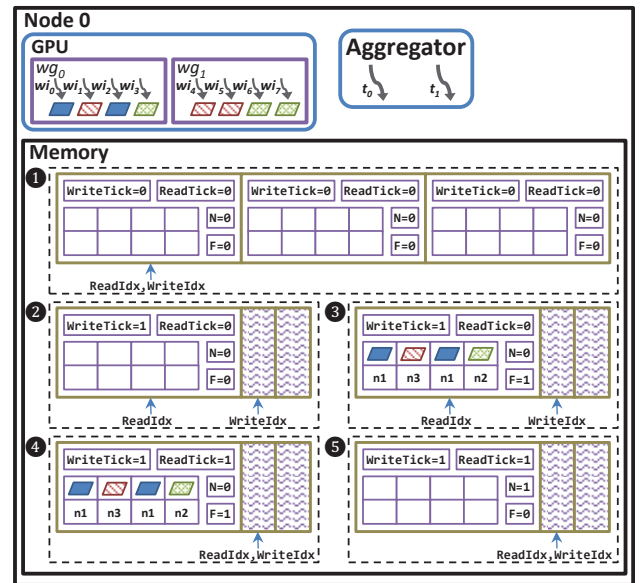 Node 0
GPU
Aggregator
wg0
wg1
wi0 wi1 wi2 wi3
wi4 wi5 wi6 wi7
t0 t1
Memory
1
WriteTick=0 ReadTick=0 WriteTick=0 ReadTick=0 WriteTick=0 ReadTick=0
N=0 N=0 N=0
F=0 F=0 F=0
ReadIdx,WriteIdx
2
WriteTick=1 ReadTick=0
N=0
F=0
ReadIdx WriteIdx
3
WriteTick=1 ReadTick=0
N=0
n1 n3 n1 n2 F=1
ReadIdx WriteIdx
4
WriteTick=1 ReadTick=1
N=0
n1 n3 n1 n2 F=1
ReadIdx,WriteIdx
5
WriteTick=1 ReadTick=1
N=1
F=0
ReadIdx,WriteIdx